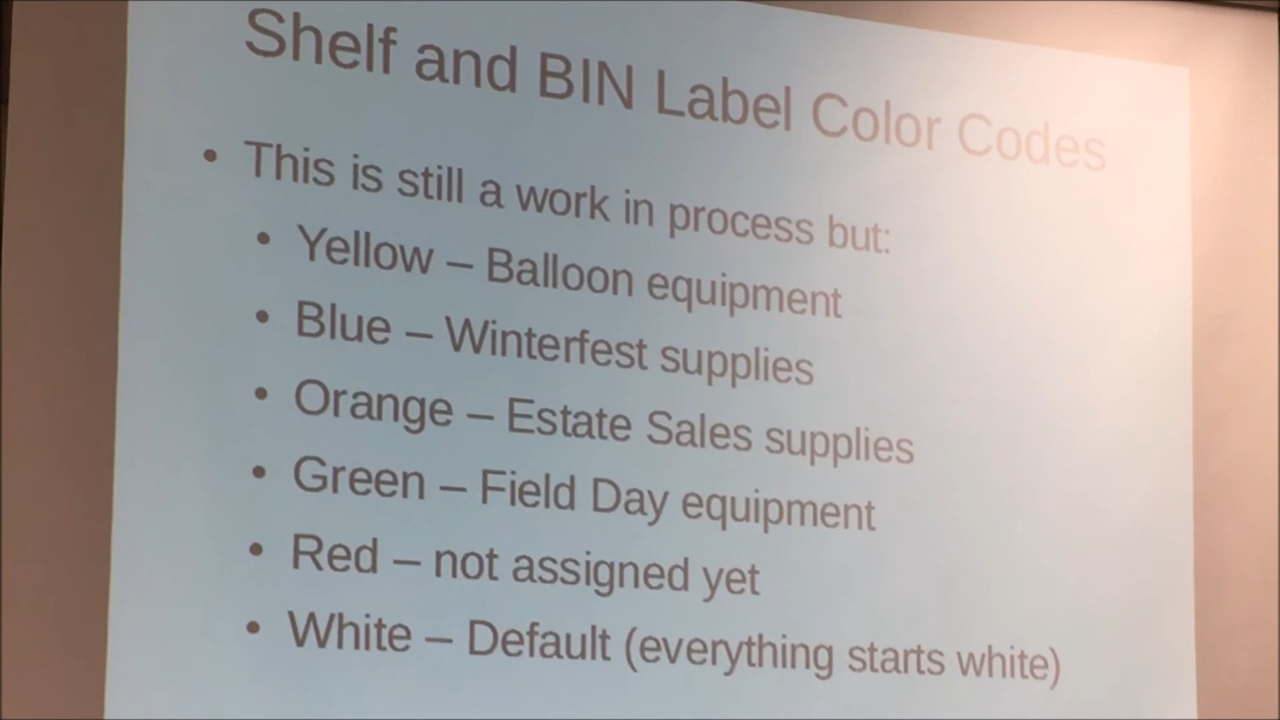 Shelf and BIN Label Color Codes
• This is still a work in process but:
• Yellow – Balloon equipment
• Blue – Winterfest supplies
• Orange – Estate Sales supplies
• Green – Field Day equipment
• Red – not assigned yet
• White – Default (everything starts white)